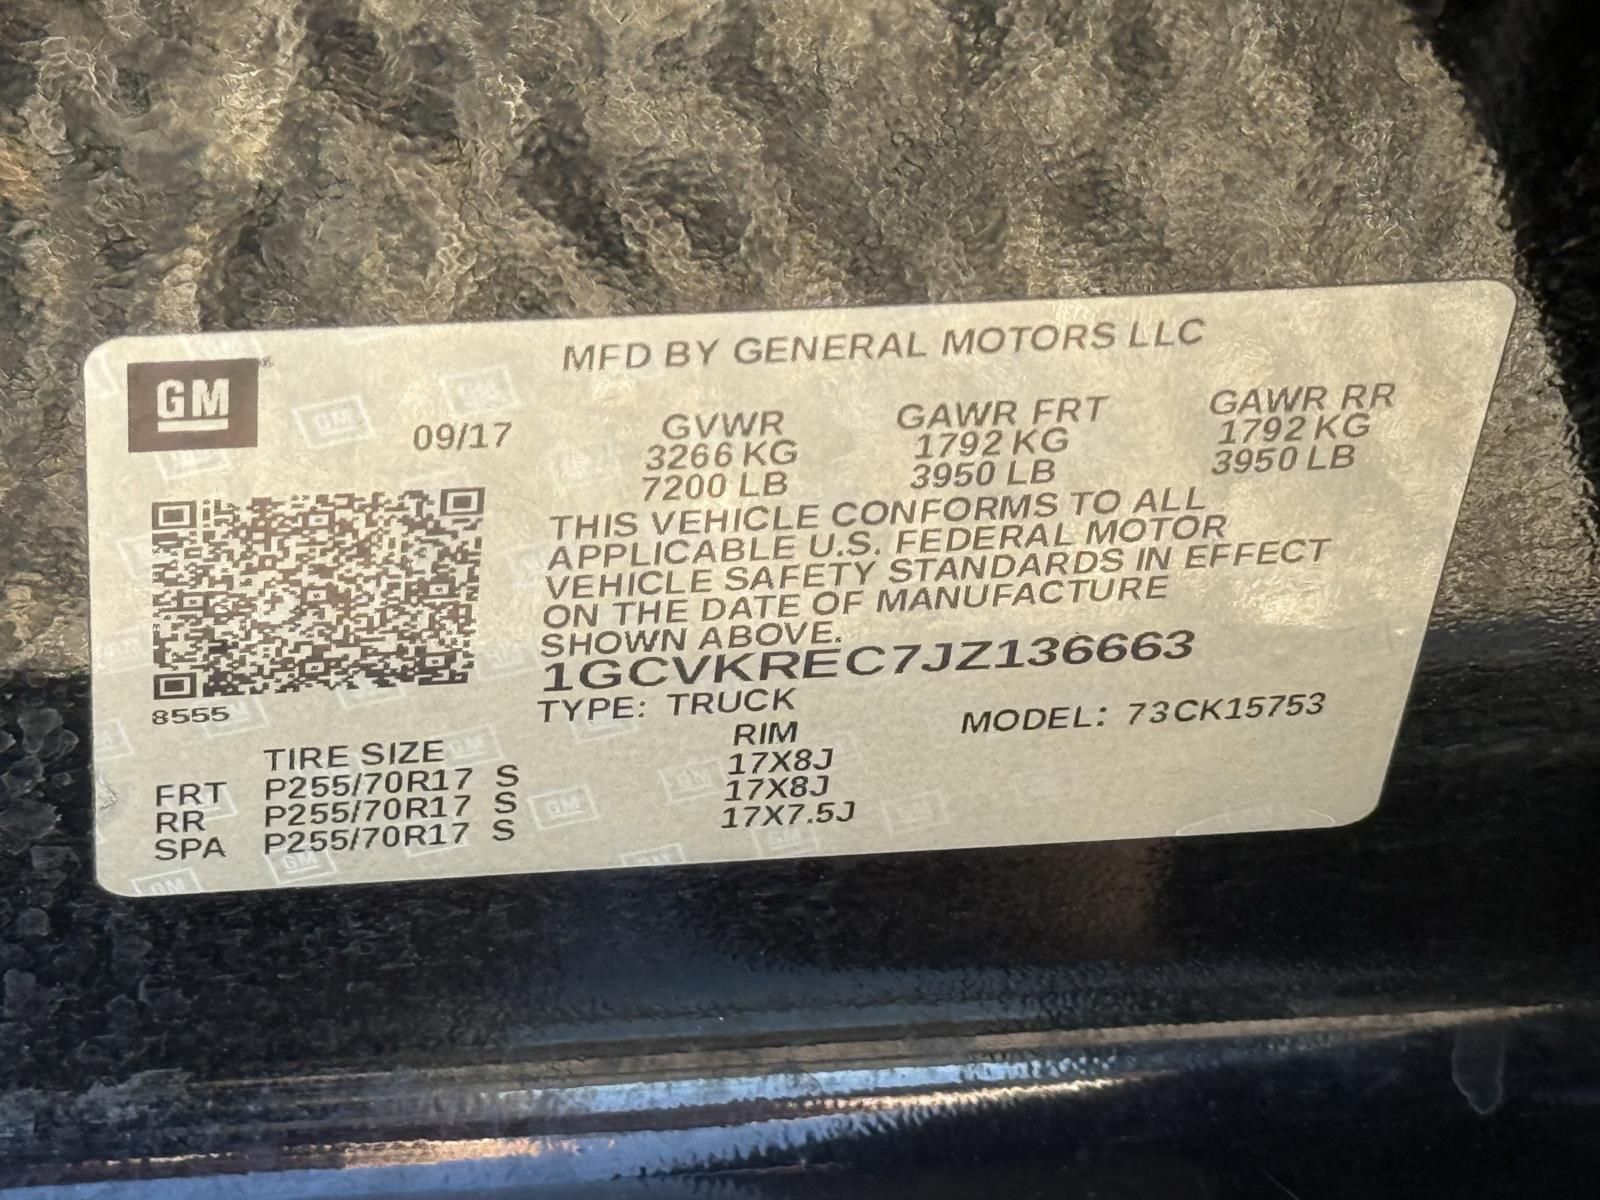 MFD BY GENERAL MOTORS LLC
GM
09/17
GVWR GAWR FRT GAWR RR
3266 KG 1792 KG 1792 KG
7200 LB 3950 LB 3950 LB
THIS VEHICLE CONFORMS TO ALL
APPLICABLE U.S. FEDERAL MOTOR
VEHICLE SAFETY STANDARDS IN EFFECT
ON THE DATE OF MANUFACTURE
SHOWN ABOVE.
1GCVKREC7JZ136663
8555
TYPE: TRUCK MODEL: 73CK15753
TIRE SIZE RIM
FRT P255/70R17 S 17X8J
RR P255/70R17 S 17X8J
SPA P255/70R17 S 17X7.5J